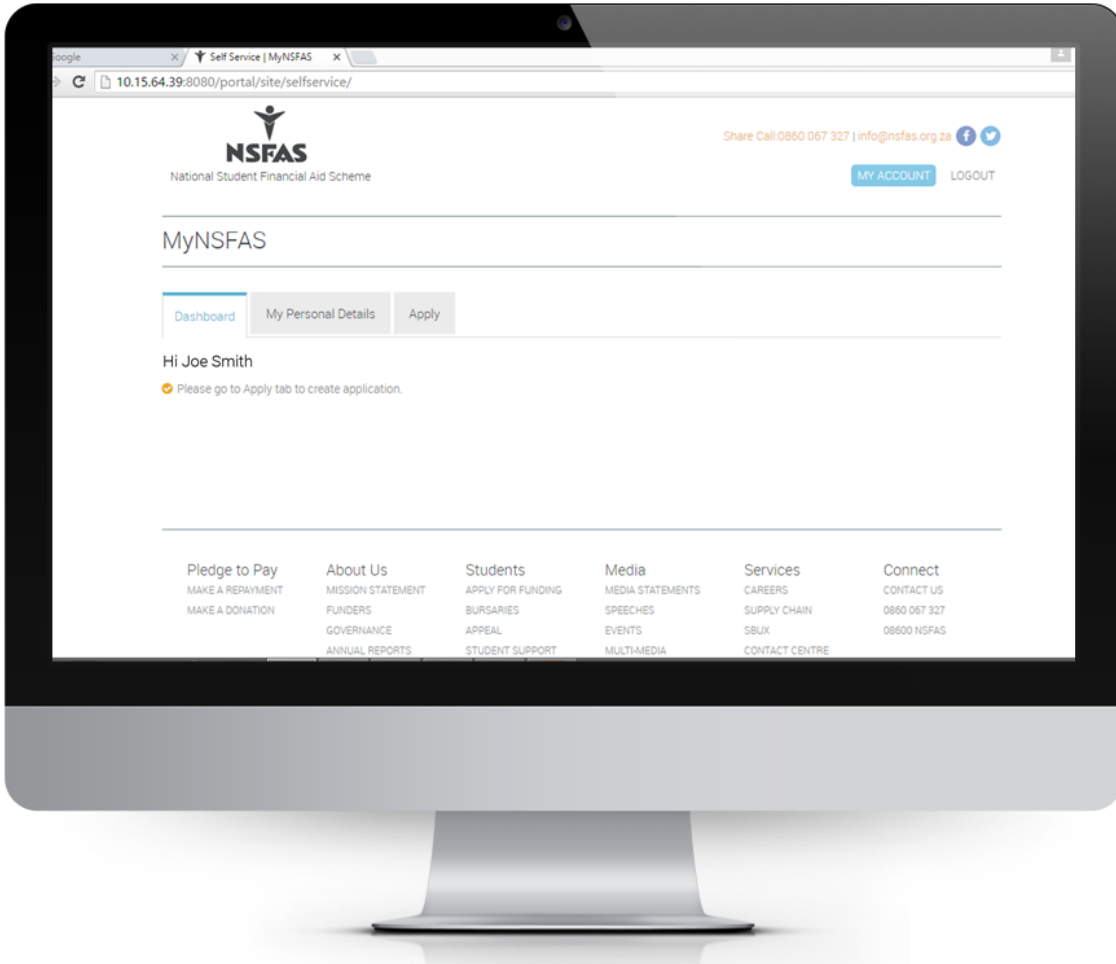 oogle
Self Service | MyNSFAS
10.15.64.39:8080/portal/site/selfservice/
NSFAS
National Student Financial Aid Scheme
Share Call:0860 067 327 | info@nsfas.org.za
MY ACCOUNT LOGOUT
MyNSFAS
Dashboard My Personal Details Apply
Hi Joe Smith
Please go to Apply tab to create application.
Pledge to Pay About Us Students Media Services Connect
MAKE A REPAYMENT MISSION STATEMENT APPLY FOR FUNDING MEDIA STATEMENTS CAREERS CONTACT US
MAKE A DONATION FUNDERS BURSARIES SPEECHES SUPPLY CHAIN 0860 067 327
GOVERNANCE APPEAL EVENTS SBUX 08600 NSFAS
ANNUAL REPORTS STUDENT SUPPORT MULTI-MEDIA CONTACT CENTRE